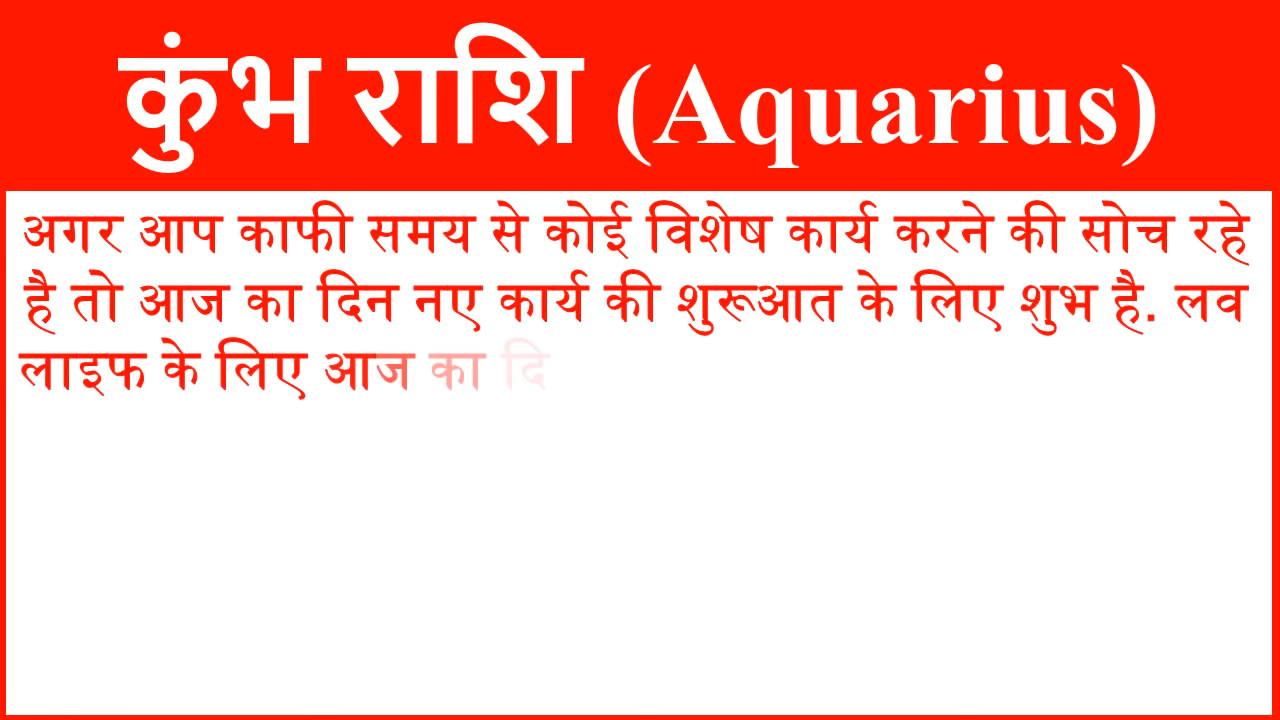 कुंभ राशि (Aquarius)
अगर आप काफी समय से कोई विशेष कार्य करने की सोच रहे
है तो आज का दिन नए कार्य की शुरूआत के लिए शुभ है. लव
लाइफ के लिए आज का दि